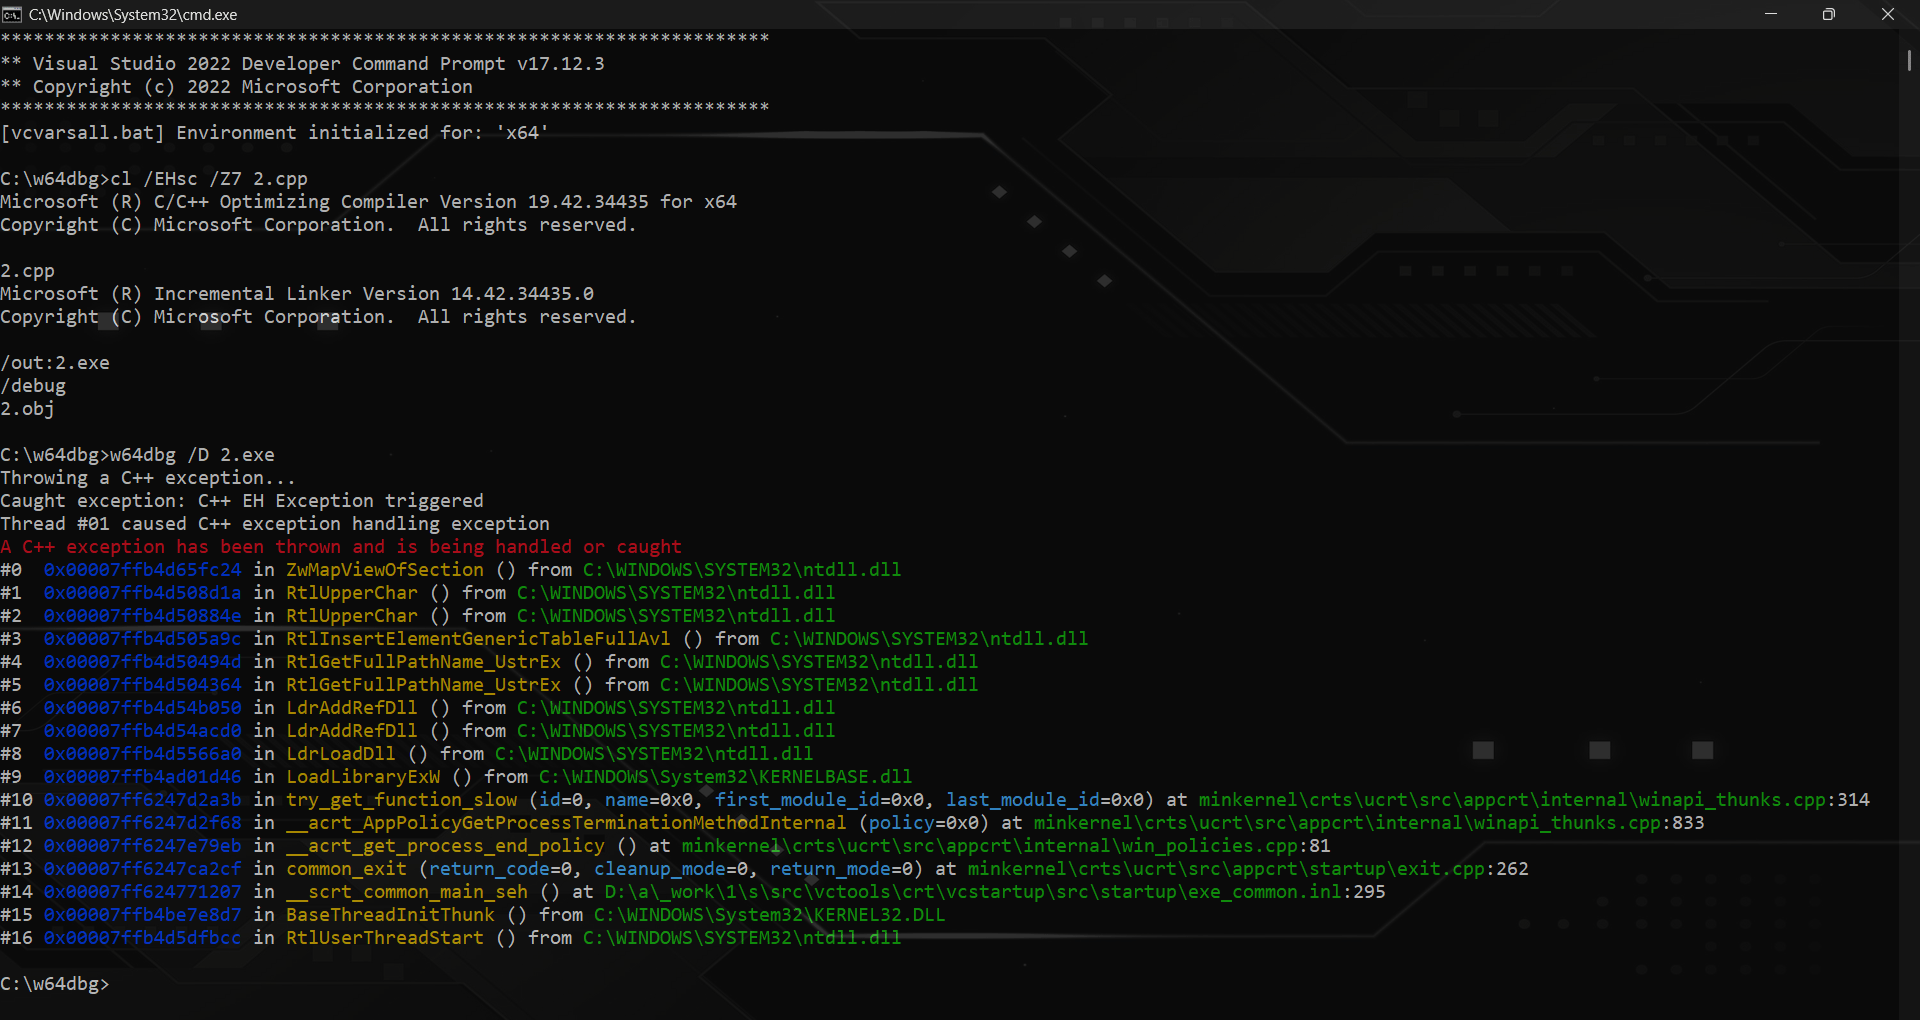 C:\Windows\System32\cmd.exe
**********************************************************************
** Visual Studio 2022 Developer Command Prompt v17.12.3
** Copyright (c) 2022 Microsoft Corporation
**********************************************************************
[vcvarsall.bat] Environment initialized for: 'x64'
C:\w64dbg>cl /EHsc /Z7 2.cpp
Microsoft (R) C/C++ Optimizing Compiler Version 19.42.34435 for x64
Copyright (C) Microsoft Corporation.  All rights reserved.
2.cpp
Microsoft (R) Incremental Linker Version 14.42.34435.0
Copyright (C) Microsoft Corporation.  All rights reserved.
/out:2.exe
/debug
2.obj
C:\w64dbg>w64dbg /D 2.exe
Throwing a C++ exception...
Caught exception: C++ EH Exception triggered
Thread #01 caused C++ exception handling exception
A C++ exception has been thrown and is being handled or caught
#0  0x00007ffb4d65fc24 in ZwMapViewOfSection () from C:\WINDOWS\SYSTEM32\ntdll.dll
#1  0x00007ffb4d508d1a in RtlUpperChar () from C:\WINDOWS\SYSTEM32\ntdll.dll
#2  0x00007ffb4d50884e in RtlUpperChar () from C:\WINDOWS\SYSTEM32\ntdll.dll
#3  0x00007ffb4d505a9c in RtlInsertElementGenericTableFullAvl () from C:\WINDOWS\SYSTEM32\ntdll.dll
#4  0x00007ffb4d50494d in RtlGetFullPathName_UstrEx () from C:\WINDOWS\SYSTEM32\ntdll.dll
#5  0x00007ffb4d504364 in RtlGetFullPathName_UstrEx () from C:\WINDOWS\SYSTEM32\ntdll.dll
#6  0x00007ffb4d54b050 in LdrAddRefDll () from C:\WINDOWS\SYSTEM32\ntdll.dll
#7  0x00007ffb4d54acd0 in LdrAddRefDll () from C:\WINDOWS\SYSTEM32\ntdll.dll
#8  0x00007ffb4d5566a0 in LdrLoadDll () from C:\WINDOWS\SYSTEM32\ntdll.dll
#9  0x00007ffb4ad01d46 in LoadLibraryExW () from C:\WINDOWS\System32\KERNELBASE.dll
#10 0x00007ff6247d2a3b in try_get_function_slow (id=0, name=0x0, first_module_id=0x0, last_module_id=0x0) at minkernel\crts\ucrt\src\appcrt\internal\winapi_thunks.cpp:314
#11 0x00007ff6247d2f68 in __acrt_AppPolicyGetProcessTerminationMethodInternal (policy=0x0) at minkernel\crts\ucrt\src\appcrt\internal\winapi_thunks.cpp:833
#12 0x00007ff6247e79eb in __acrt_get_process_end_policy () at minkernel\crts\ucrt\src\appcrt\internal\win_policies.cpp:81
#13 0x00007ff6247ca2cf in common_exit (return_code=0, cleanup_mode=0, return_mode=0) at minkernel\crts\ucrt\src\appcrt\startup\exit.cpp:262
#14 0x00007ff624771207 in __scrt_common_main_seh () at D:\a\_work\1\s\src\vctools\crt\vcstartup\src\startup\exe_common.inl:295
#15 0x00007ffb4be7e8d7 in BaseThreadInitThunk () from C:\WINDOWS\System32\KERNEL32.DLL
#16 0x00007ffb4d5dfbcc in RtlUserThreadStart () from C:\WINDOWS\SYSTEM32\ntdll.dll
C:\w64dbg>